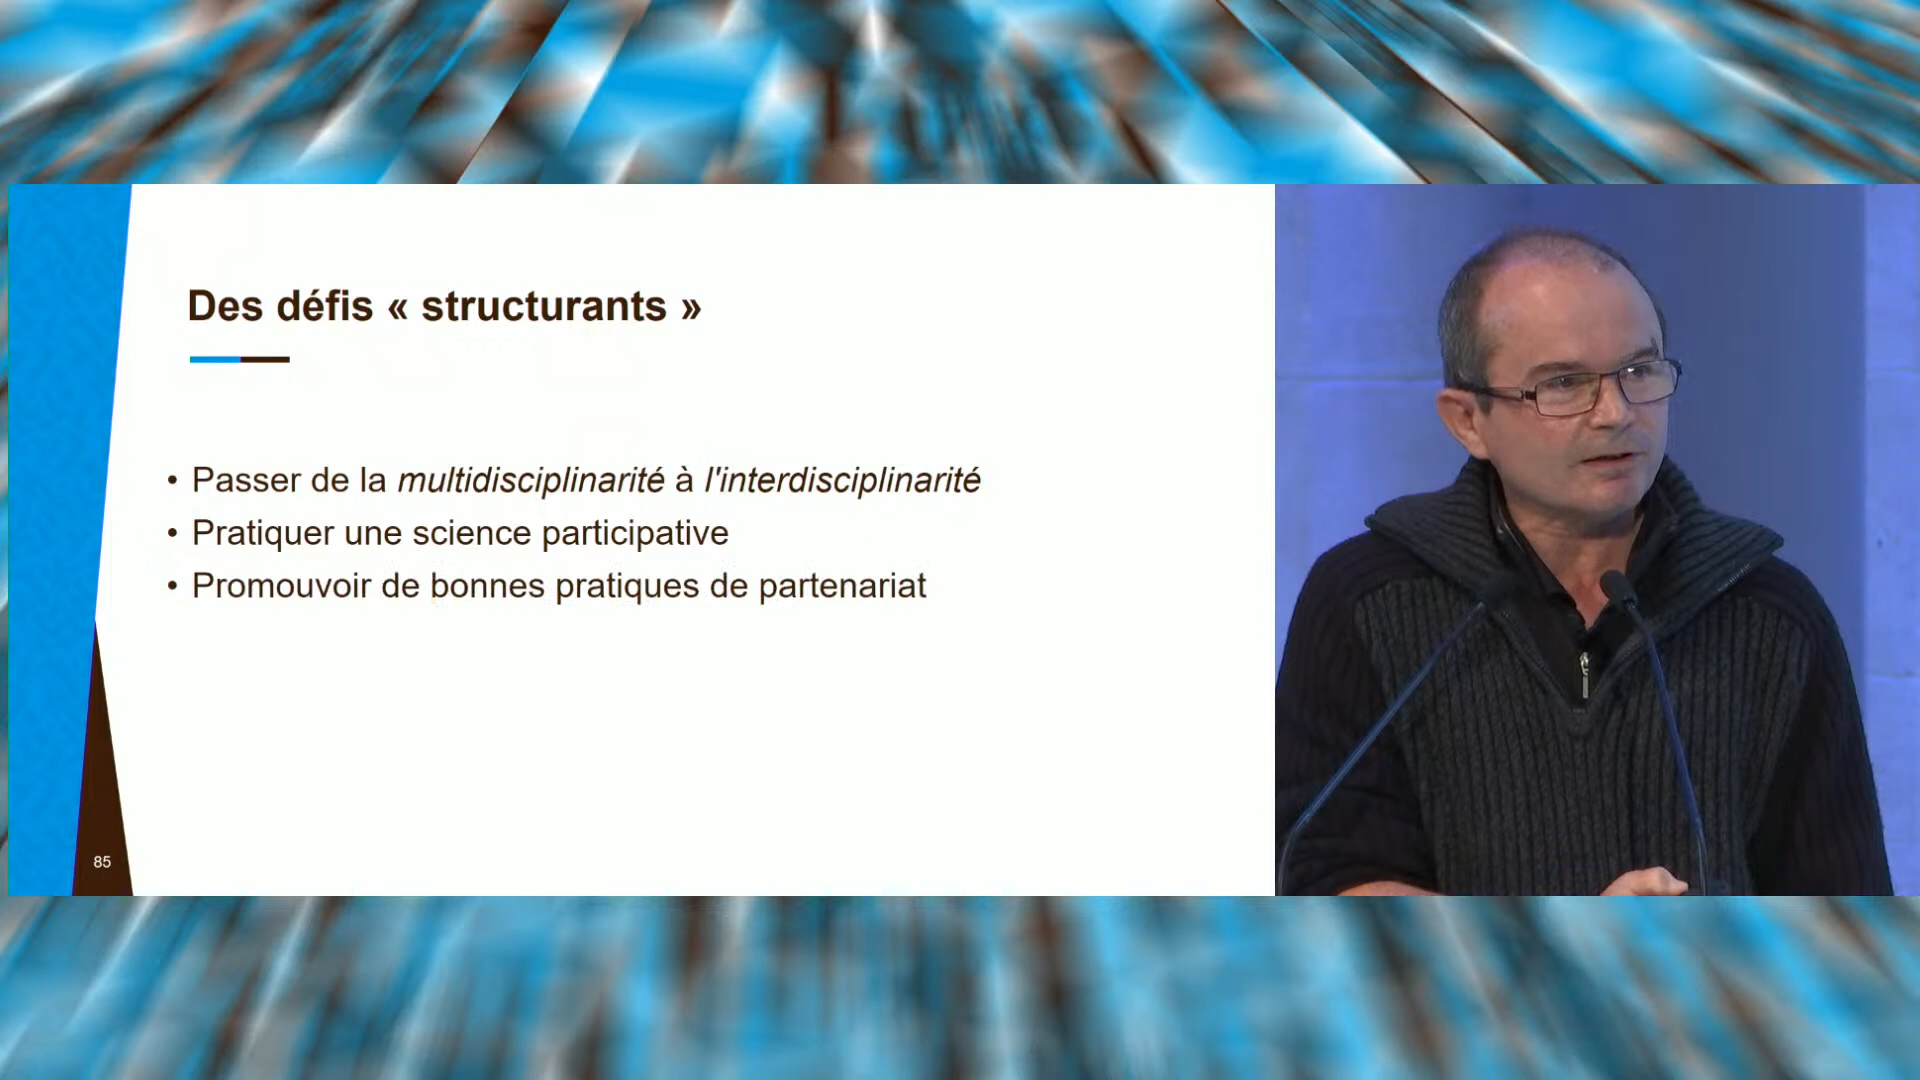 Des défis « structurants »
• Passer de la multidisciplinarité à l'interdisciplinarité
• Pratiquer une science participative
• Promouvoir de bonnes pratiques de partenariat
85